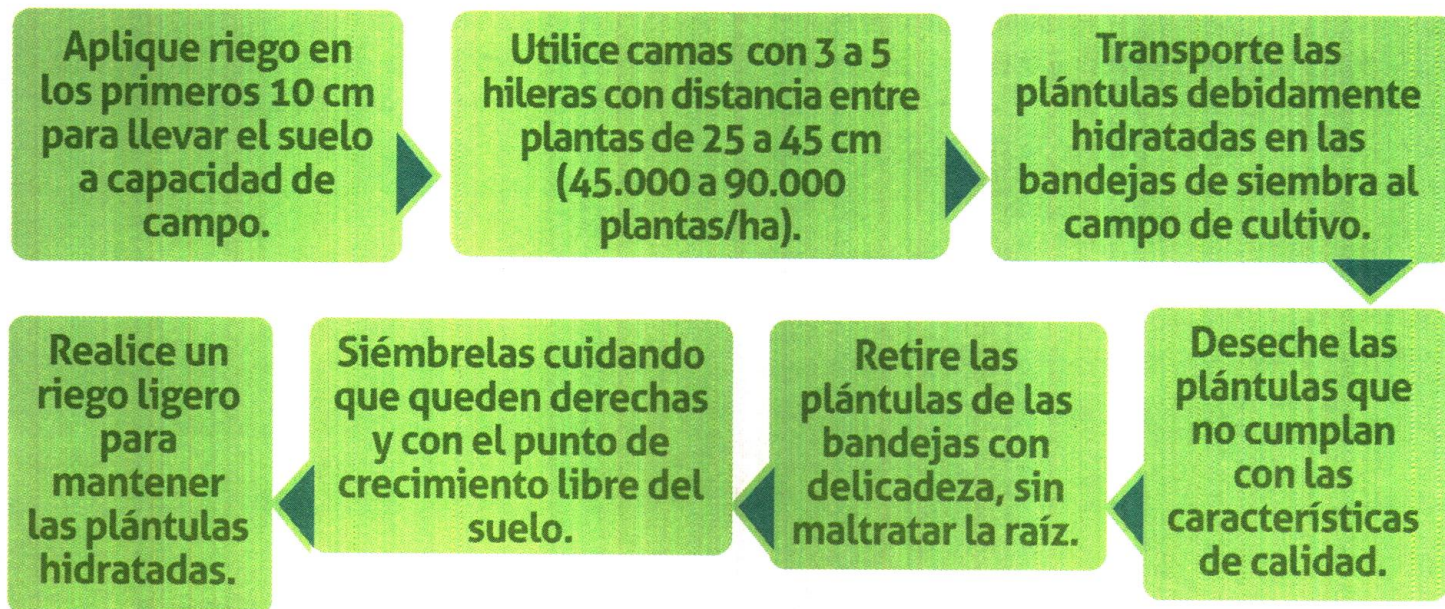 Aplique riego en
los primeros 10 cm
para llevar el suelo
a capacidad de
campo.
Utilice camas con 3 a 5
hileras con distancia entre
plantas de 25 a 45 cm
(45.000 a 90.000
plantas/ha).
Transporte las
plántulas debidamente
hidratadas en las
bandejas de siembra al
campo de cultivo.
Deseche las
plántulas que
no cumplan
con las
características
de calidad.
Retire las
plántulas de las
bandejas con
delicadeza, sin
maltratar la raíz.
Siémbrelas cuidando
que queden derechas
y con el punto de
crecimiento libre del
suelo.
Realice un
riego ligero
para
mantener
las plántulas
hidratadas.